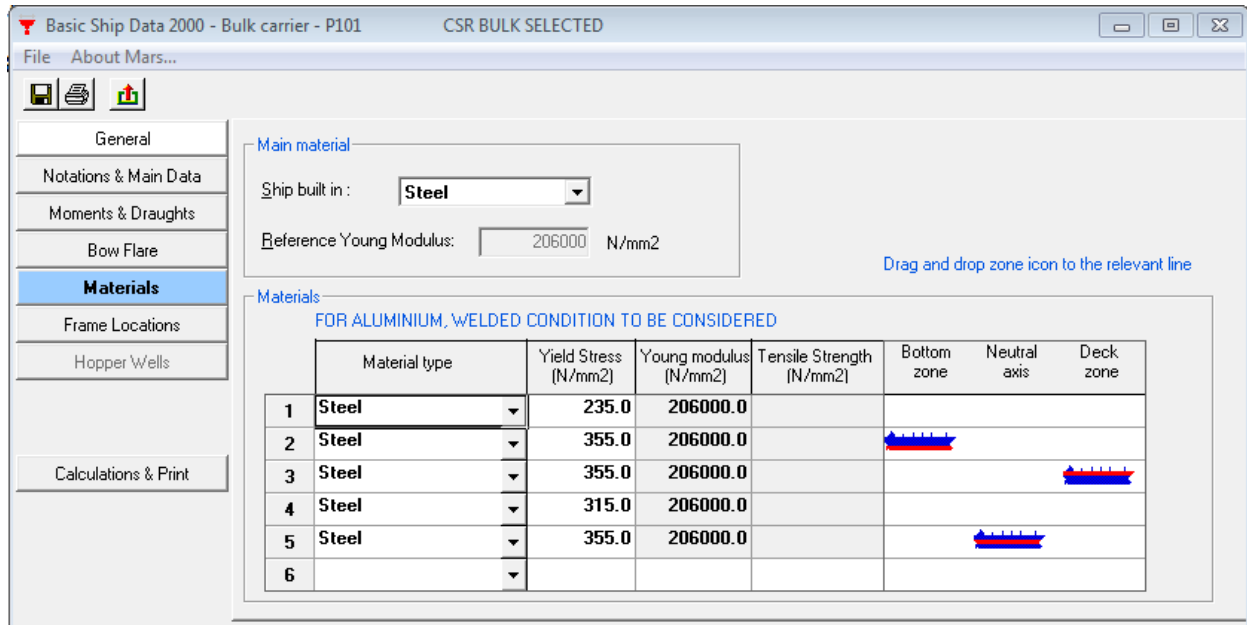 Basic Ship Data 2000 - Bulk carrier - P101 CSR BULK SELECTED
File About Mars...
General
Notations & Main Data
Moments & Draughts
Bow Flare
Materials
Frame Locations
Hopper Wells
Calculations & Print
Main material
Ship built in : Steel
Reference Young Modulus: 206000 N/mm2
Drag and drop zone icon to the relevant line
Materials
FOR ALUMINIUM, WELDED CONDITION TO BE CONSIDERED
Material type Yield Stress Young modulus Tensile Strength Bottom Neutral Deck
(N/mm2) (N/mm2) (N/mm2) zone axis zone
1 Steel 235.0 206000.0
2 Steel 355.0 206000.0
3 Steel 355.0 206000.0
4 Steel 315.0 206000.0
5 Steel 355.0 206000.0
6